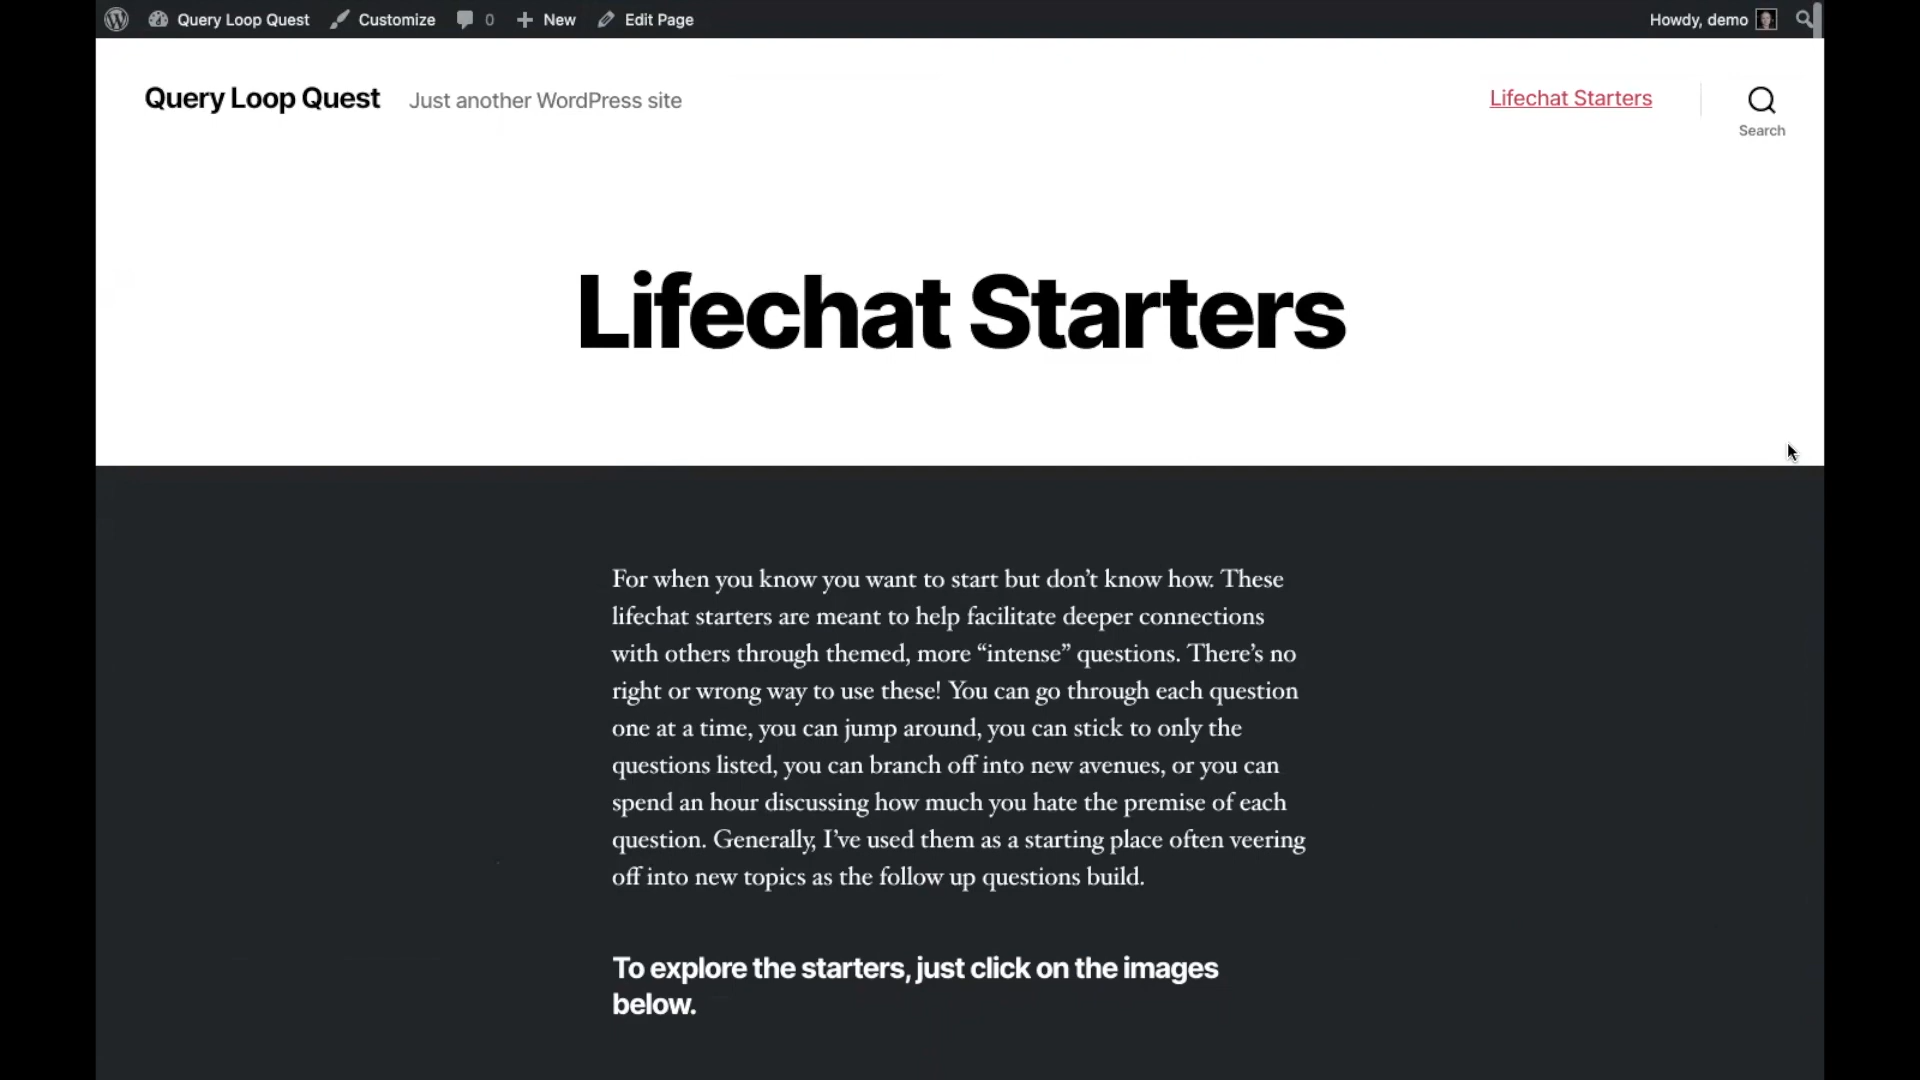 Query Loop Quest Customize 0 New Edit Page Howdy, demo
Query Loop Quest Just another WordPress site Lifechat Starters
Search
Lifechat Starters
For when you know you want to start but don’t know how. These
lifechat starters are meant to help facilitate deeper connections
with others through themed, more “intense” questions. There’s no
right or wrong way to use these! You can go through each question
one at a time, you can jump around, you can stick to only the
questions listed, you can branch off into new avenues, or you can
spend an hour discussing how much you hate the premise of each
question. Generally, I’ve used them as a starting place often veering
off into new topics as the follow up questions build.
To explore the starters, just click on the images
below.